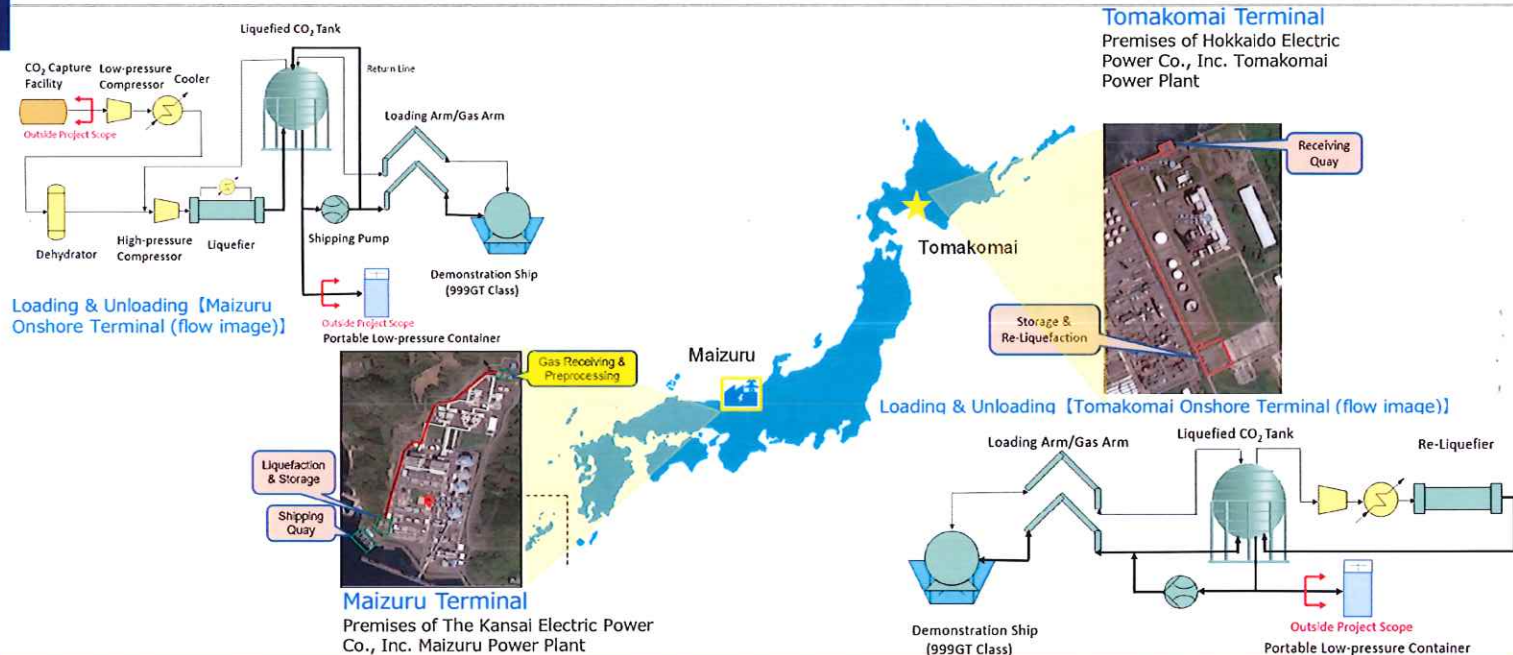 Liquefied CO₂ Tank
CO₂ Capture
Facility
Low-pressure
Compressor
Cooler
Return Line
Outside Project Scope
Loading Arm/Gas Arm
Dehydrator
High-pressure
Compressor
Liquefier
Shipping Pump
Demonstration Ship
(999GT Class)
Outside Project Scope
Portable Low-pressure Container
Loading & Unloading【Maizuru
Onshore Terminal (flow image)】
Gas Receiving &
Preprocessing
Liquefaction
& Storage
Shipping
Quay
Maizuru Terminal
Premises of The Kansai Electric Power
Co., Inc. Maizuru Power Plant
Maizuru
Tomakomai
Tomakomai Terminal
Premises of Hokkaido Electric
Power Co., Inc. Tomakomai
Power Plant
Receiving
Quay
Storage &
Re-Liquefaction
Loading & Unloading【Tomakomai Onshore Terminal (flow image)】
Loading Arm/Gas Arm
Liquefied CO₂ Tank
Re-Liquefier
Demonstration Ship
(999GT Class)
Outside Project Scope
Portable Low-pressure Container